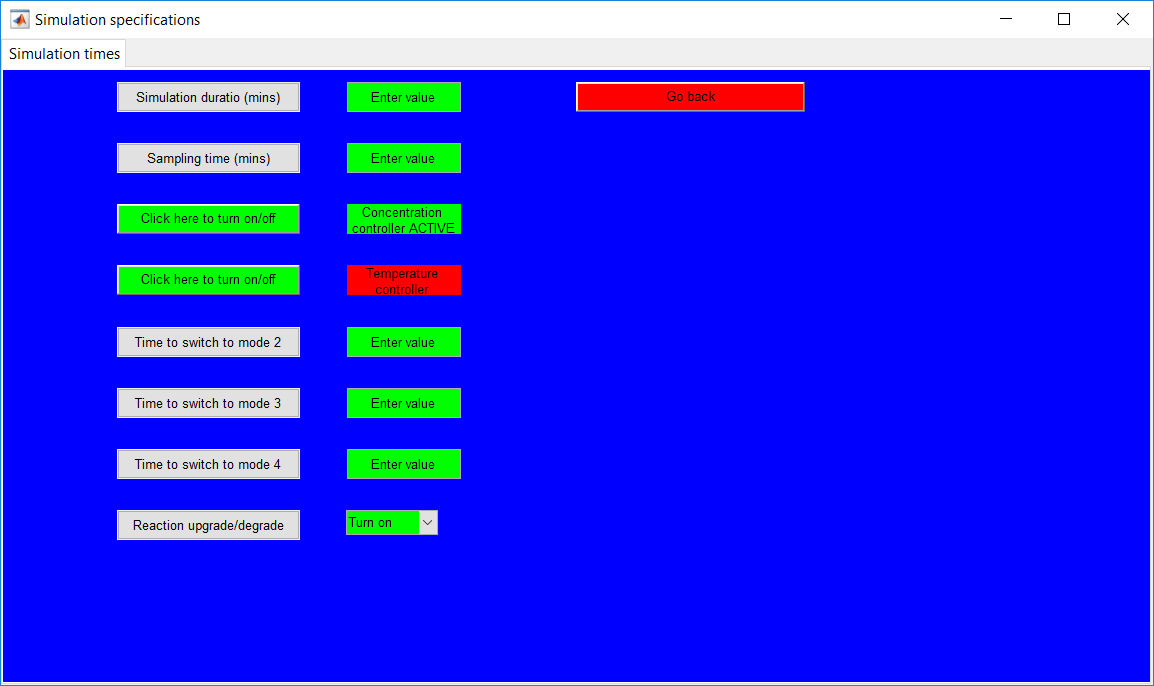 Simulation specifications
Simulation times
Simulation duratio (mins)
Enter value
Go back
Sampling time (mins)
Enter value
Click here to turn on/off
Concentration
controller ACTIVE
Click here to turn on/off
Temperature
controller
Time to switch to mode 2
Enter value
Time to switch to mode 3
Enter value
Time to switch to mode 4
Enter value
Reaction upgrade/degrade
Turn on